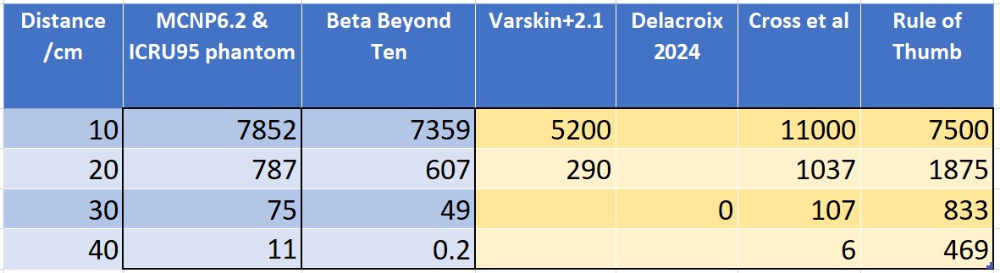 Distance /cm MCNP6.2 & ICRU95 phantom Beta Beyond Ten Varskin+2.1 Delacroix 2024 Cross et al Rule of Thumb
10 7852 7359 5200 11000 7500
20 787 607 290 1037 1875
30 75 49 0 107 833
40 11 0.2 6 469